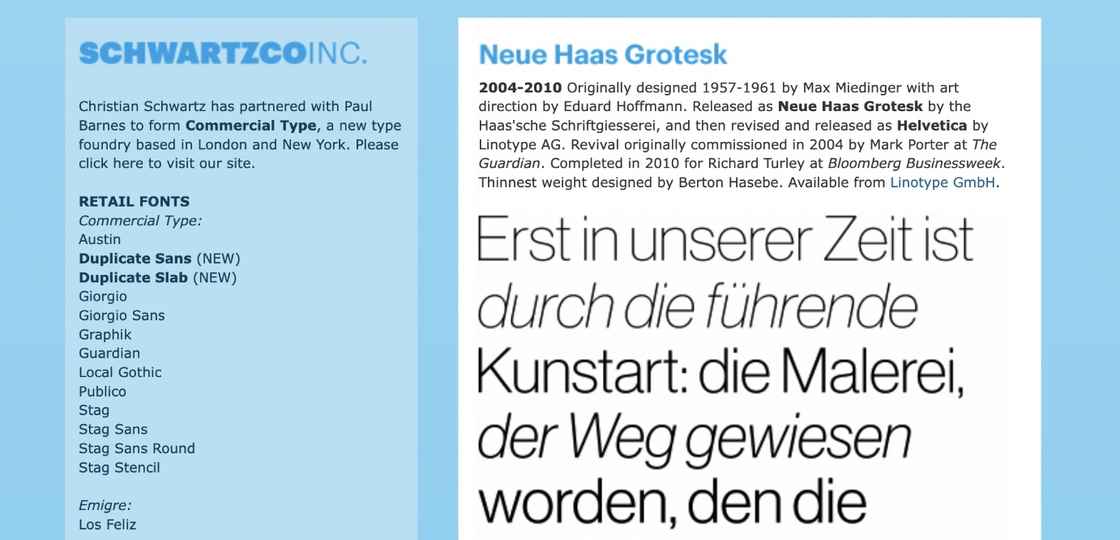 SCHWARTZCOINC.
Christian Schwartz has partnered with Paul
Barnes to form Commercial Type, a new type
foundry based in London and New York. Please
click here to visit our site.
RETAIL FONTS
Commercial Type:
Austin
Duplicate Sans (NEW)
Duplicate Slab (NEW)
Giorgio
Giorgio Sans
Graphik
Guardian
Local Gothic
Publico
Stag
Stag Sans
Stag Sans Round
Stag Stencil
Emigre:
Los Feliz
Neue Haas Grotesk
2004-2010 Originally designed 1957-1961 by Max Miedinger with art
direction by Eduard Hoffmann. Released as Neue Haas Grotesk by the
Haas'sche Schriftgiesserei, and then revised and released as Helvetica by
Linotype AG. Revival originally commissioned in 2004 by Mark Porter at The
Guardian. Completed in 2010 for Richard Turley at Bloomberg Businessweek.
Thinnest weight designed by Berton Hasebe. Available from Linotype GmbH.
Erst in unserer Zeit ist
durch die führende
Kunstart: die Malerei,
der Weg gewiesen
worden, den die